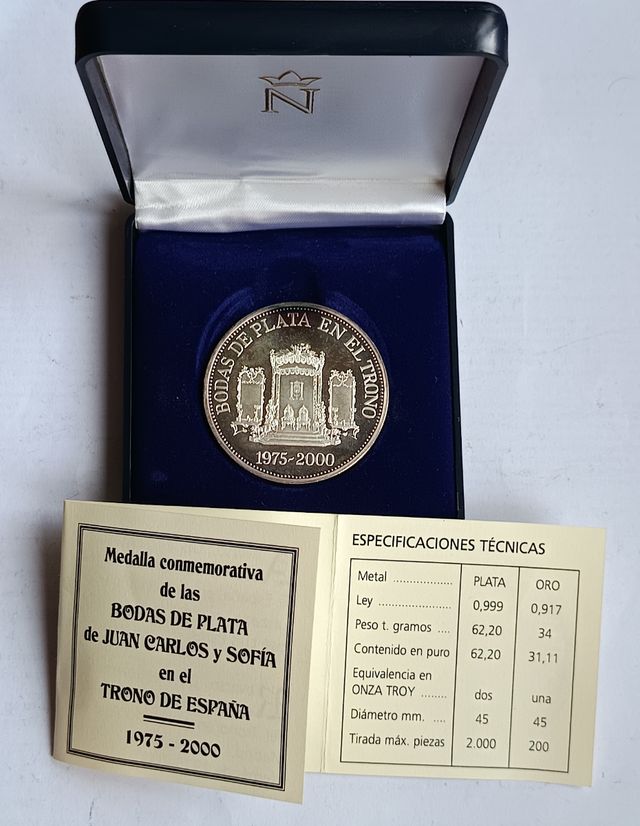 N
BODAS DE PLATA EN EL TRONO
1975-2000
Medalla conmemorativa
de las
BODAS DE PLATA
de JUAN CARLOS y SOFÍA
en el
TRONO DE ESPAÑA
1975 - 2000
ESPECIFICACIONES TÉCNICAS
Metal .................. PLATA ORO
Ley ...................... 0,999 0,917
Peso t. gramos .... 62,20 34
Contenido en puro 62,20 31,11
Equivalencia en
ONZA TROY ........ dos una
Diámetro mm. .... 45 45
Tirada máx. piezas 2.000 200